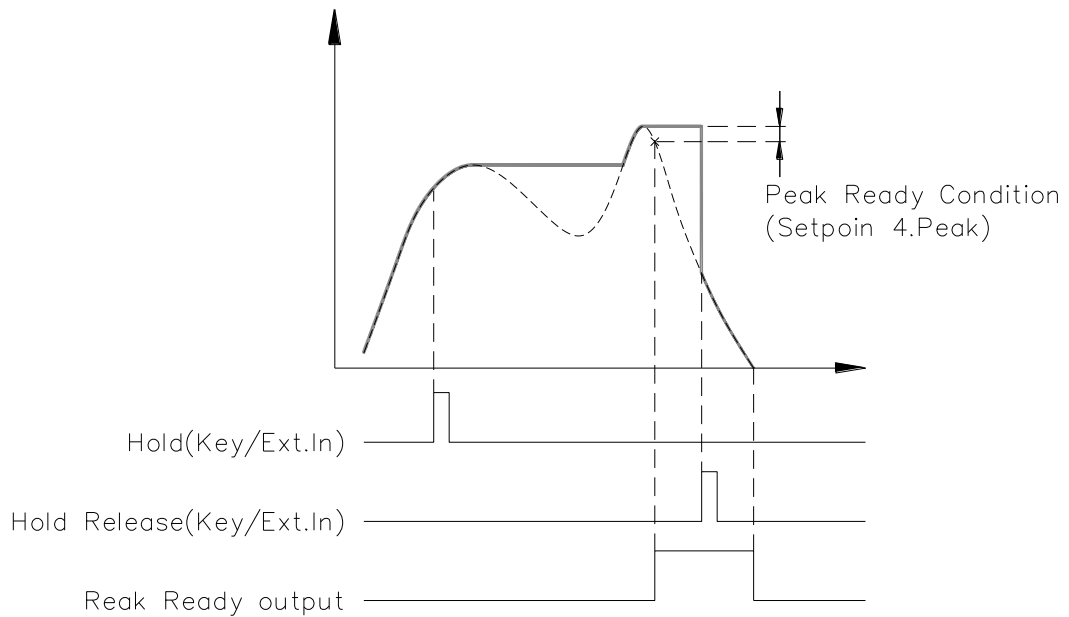 Peak Ready Condition
(Setpoin 4.Peak)
Hold(Key/Ext.In)
Hold Release(Key/Ext.In)
Reak Ready output